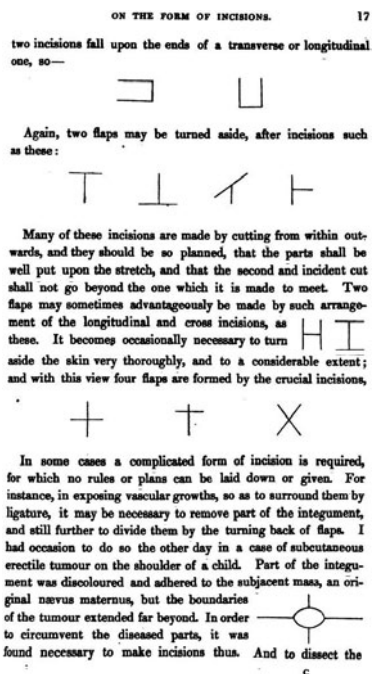 ON THE FORM OF INCISIONS. 17
two incisions fall upon the ends of a transverse or longitudinal
one, so—
Again, two flaps may be turned aside, after incisions such
as these:
Many of these incisions are made by cutting from within out-
wards, and they should be so planned, that the parts shall be
well put upon the stretch, and that the second and incident cut
shall not go beyond the one which it is made to meet. Two
flaps may sometimes advantageously be made by such arrange-
ment of the longitudinal and cross incisions, as
these. It becomes occasionally necessary to turn
aside the skin very thoroughly, and to a considerable extent;
and with this view four flaps are formed by the crucial incisions,
In some cases a complicated form of incision is required,
for which no rules or plans can be laid down or given. For
instance, in exposing vascular growths, so as to surround them by
ligature, it may be necessary to remove part of the integument,
and still further to divide them by the turning back of flaps. I
had occasion to do so the other day in a case of subcutaneous
erectile tumour on the shoulder of a child. Part of the integu-
ment was discoloured and adhered to the subjacent mass, an ori-
ginal nævus maternus, but the boundaries
of the tumour extended far beyond. In order
to circumvent the diseased parts, it was
found necessary to make incisions thus. And to dissect the
C